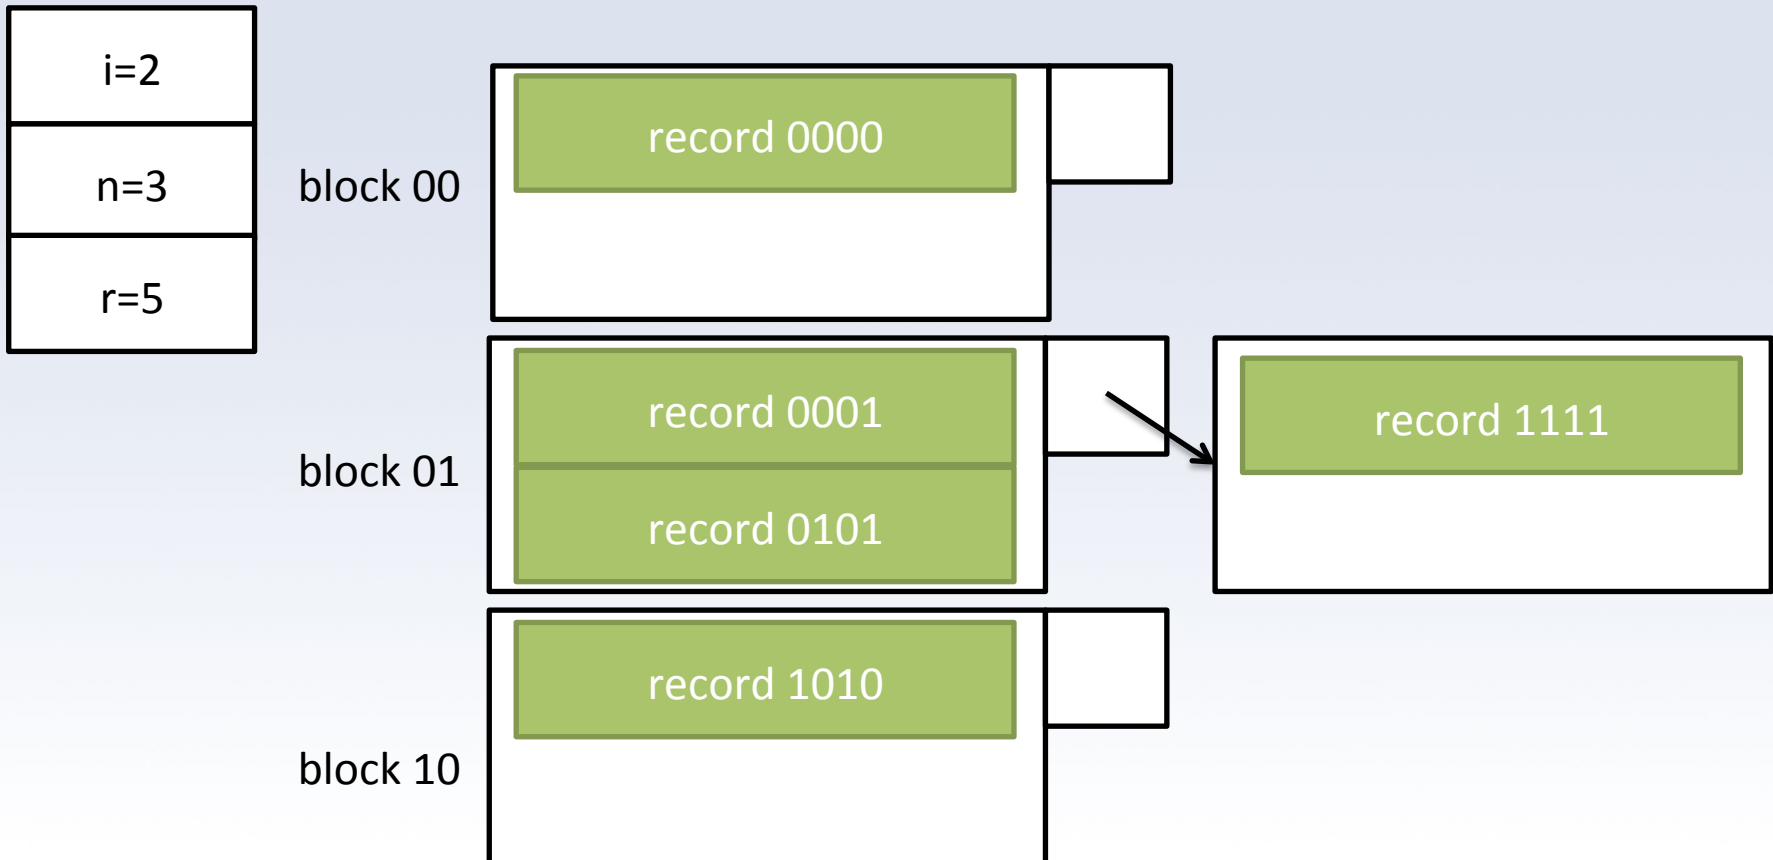 i=2
n=3
r=5
block 00
record 0000
block 01
record 0001
record 0101
record 1111
block 10
record 1010